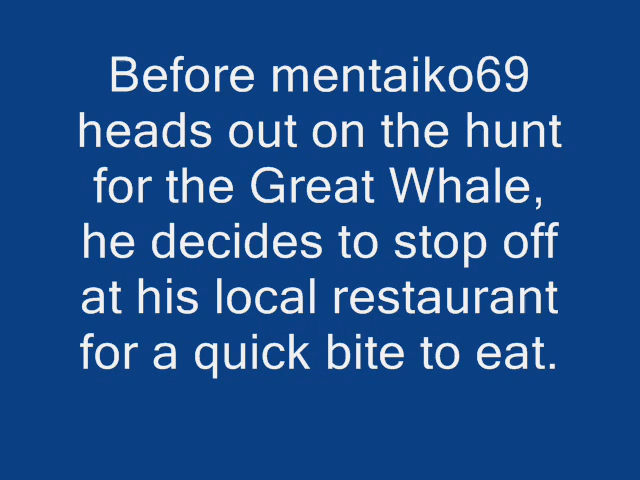 Before mentaiko69
heads out on the hunt
for the Great Whale,
he decides to stop off
at his local restaurant
for a quick bite to eat.